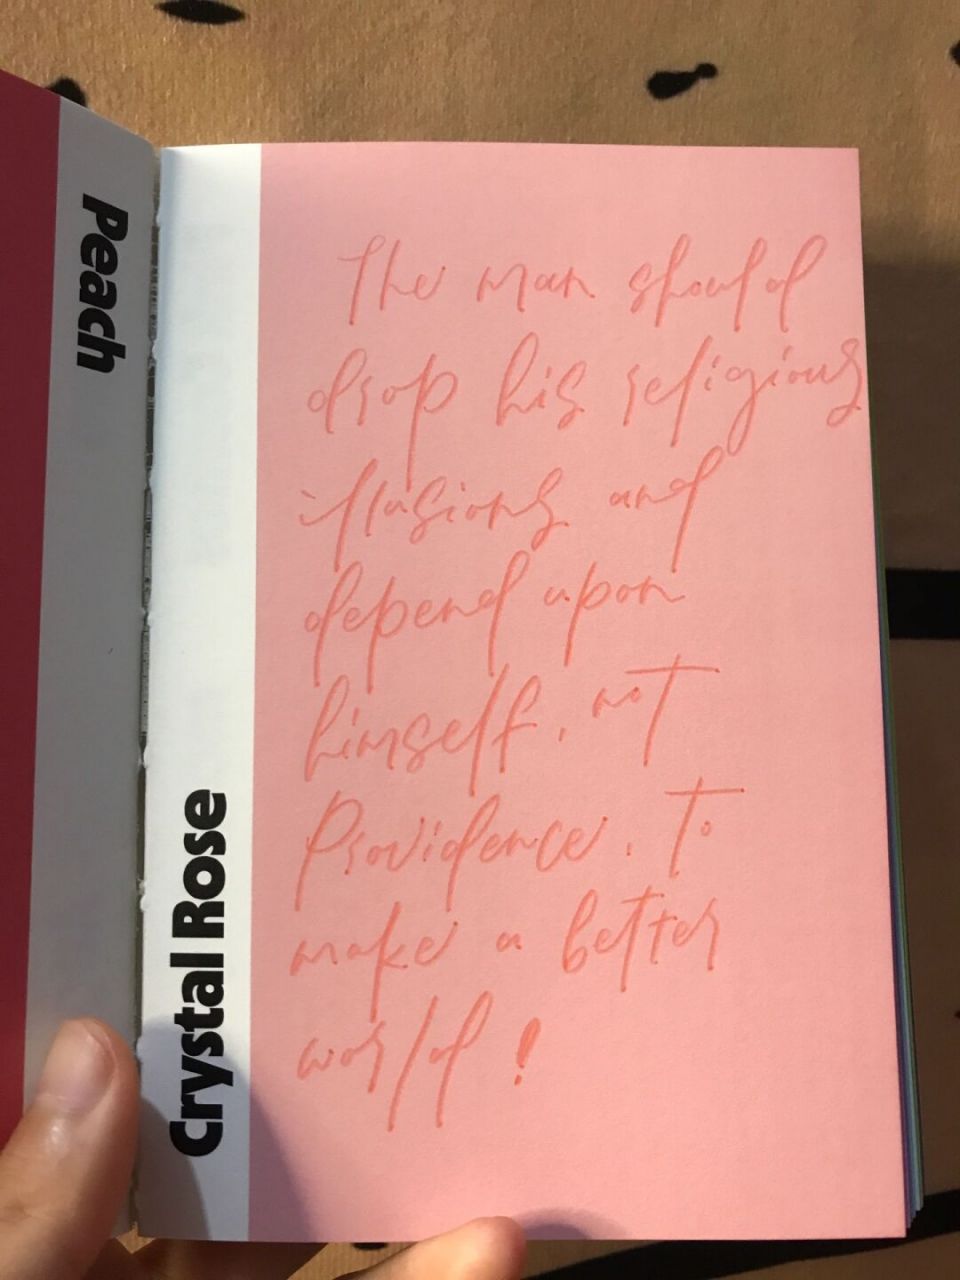 Peach
Crystal Rose
The man should
drop his religious
illusions and
depend upon
himself, not
Providence, to
make a better
world!